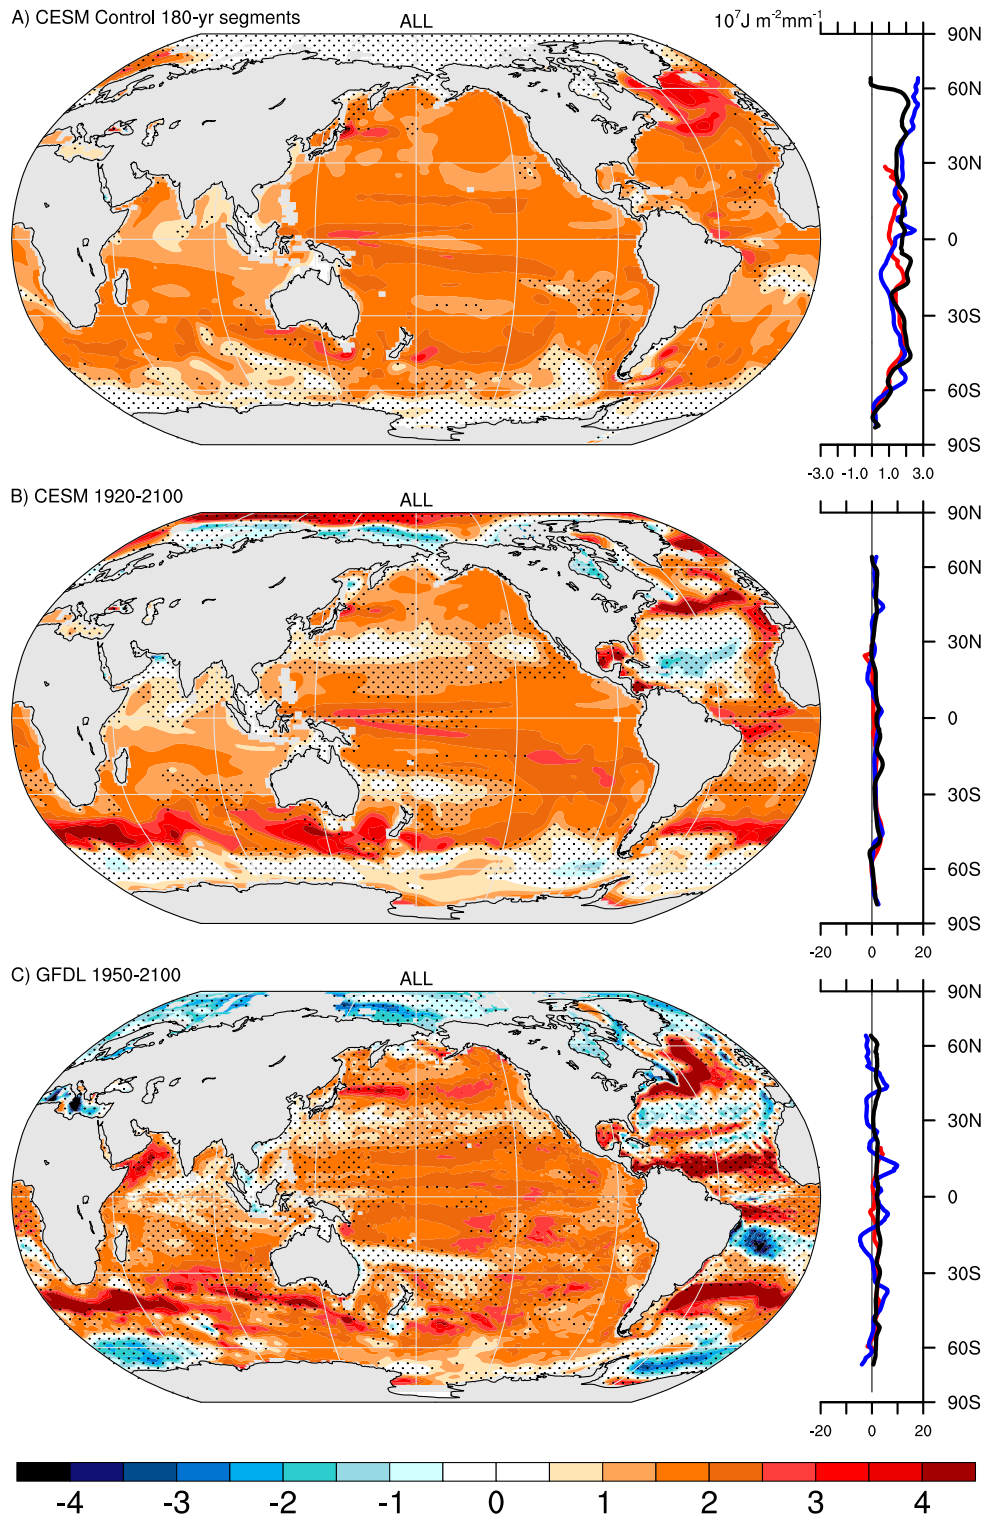 A) CESM Control 180-yr segments
ALL
10⁷J m⁻²mm⁻¹
90N
60N
30N
0
30S
60S
90S
-3.0 -1.0 1.0 3.0
B) CESM 1920-2100
ALL
90N
60N
30N
0
30S
60S
90S
-20 0 20
C) GFDL 1950-2100
ALL
90N
60N
30N
0
30S
60S
90S
-20 0 20
-4 -3 -2 -1 0 1 2 3 4